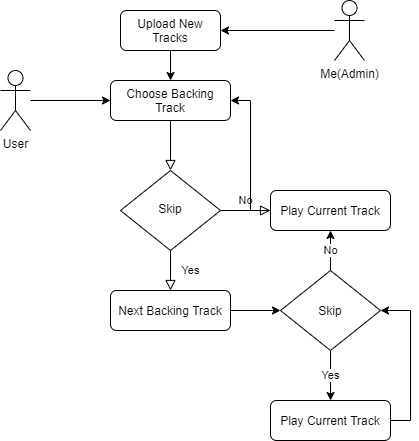 Upload New
Tracks
Me(Admin)
Choose Backing
Track
User
Skip
No
Play Current Track
Yes
No
Next Backing Track
Skip
Yes
Play Current Track